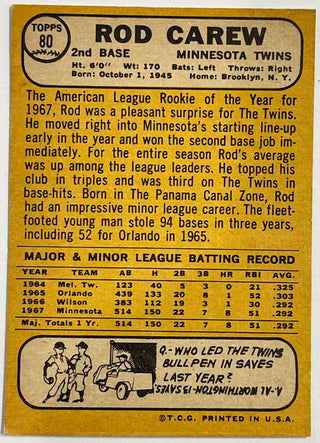 TOPPS
80
ROD CAREW
2nd BASE MINNESOTA TWINS
Ht. 6'0" Wt: 170 Bats: Left Throws: Right
Born: October 1, 1945 Home: Brooklyn, N. Y.
The American League Rookie of the Year for
1967, Rod was a pleasant surprise for The Twins.
He moved right into Minnesota's starting line-up
early in the year and won the second base job im-
mediately. For the entire season Rod's average
was up among the league leaders. He topped his
club in triples and was third on The Twins in
base-hits. Born in The Panama Canal Zone, Rod
had an impressive minor league career. The fleet-
footed young man stole 94 bases in three years,
including 52 for Orlando in 1965.
MAJOR & MINOR LEAGUE BATTING RECORD
YEAR TEAM AB H 2B 3B HR RBI AVG.
1964 Mel. Tw. 123 40 5 3 0 21 .325
1965 Orlando 439 133 20 8 1 52 .303
1966 Wilson 383 112 19 3 1 30 .292
1967 Minnesota 514 150 22 7 8 51 .292
Maj. Totals 1 Yr. 514 150 22 7 8 51 .292
Q.-WHO LED THE TWINS
BULL PEN IN SAVES
LAST YEAR?
A.-AL WORTHINGTON-15 SAVES.
©T.C.G. PRINTED IN U.S.A.